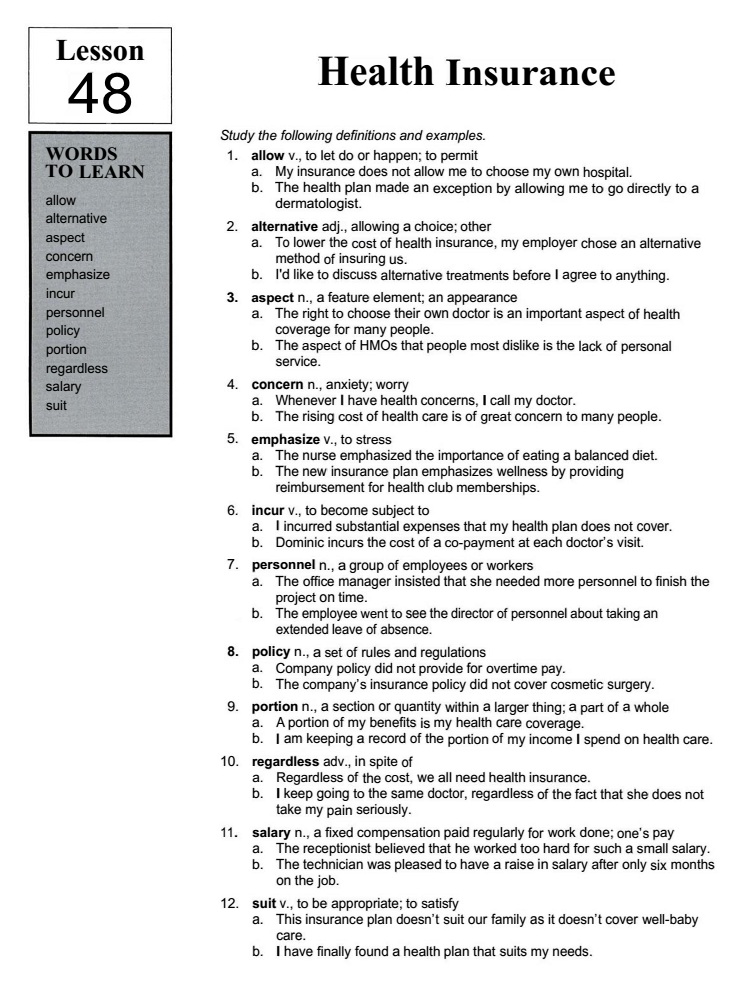 Lesson
48
Health Insurance
WORDS
TO LEARN
allow
alternative
aspect
concern
emphasize
incur
personnel
policy
portion
regardless
salary
suit
Study the following definitions and examples.
1. allow v., to let do or happen; to permit
a. My insurance does not allow me to choose my own hospital.
b. The health plan made an exception by allowing me to go directly to a
dermatologist.
2. alternative adj., allowing a choice; other
a. To lower the cost of health insurance, my employer chose an alternative
method of insuring us.
b. I'd like to discuss alternative treatments before I agree to anything.
3. aspect n., a feature element; an appearance
a. The right to choose their own doctor is an important aspect of health
coverage for many people.
b. The aspect of HMOs that people most dislike is the lack of personal
service.
4. concern n., anxiety; worry
a. Whenever I have health concerns, I call my doctor.
b. The rising cost of health care is of great concern to many people.
5. emphasize v., to stress
a. The nurse emphasized the importance of eating a balanced diet.
b. The new insurance plan emphasizes wellness by providing
reimbursement for health club memberships.
6. incur v., to become subject to
a. I incurred substantial expenses that my health plan does not cover.
b. Dominic incurs the cost of a co-payment at each doctor's visit.
7. personnel n., a group of employees or workers
a. The office manager insisted that she needed more personnel to finish the
project on time.
b. The employee went to see the director of personnel about taking an
extended leave of absence.
8. policy n., a set of rules and regulations
a. Company policy did not provide for overtime pay.
b. The company's insurance policy did not cover cosmetic surgery.
9. portion n., a section or quantity within a larger thing; a part of a whole
a. A portion of my benefits is my health care coverage.
b. I am keeping a record of the portion of my income I spend on health care.
10. regardless adv., in spite of
a. Regardless of the cost, we all need health insurance.
b. I keep going to the same doctor, regardless of the fact that she does not
take my pain seriously.
11. salary n., a fixed compensation paid regularly for work done; one's pay
a. The receptionist believed that he worked too hard for such a small salary.
b. The technician was pleased to have a raise in salary after only six months
on the job.
12. suit v., to be appropriate; to satisfy
a. This insurance plan doesn't suit our family as it doesn't cover well-baby
care.
b. I have finally found a health plan that suits my needs.